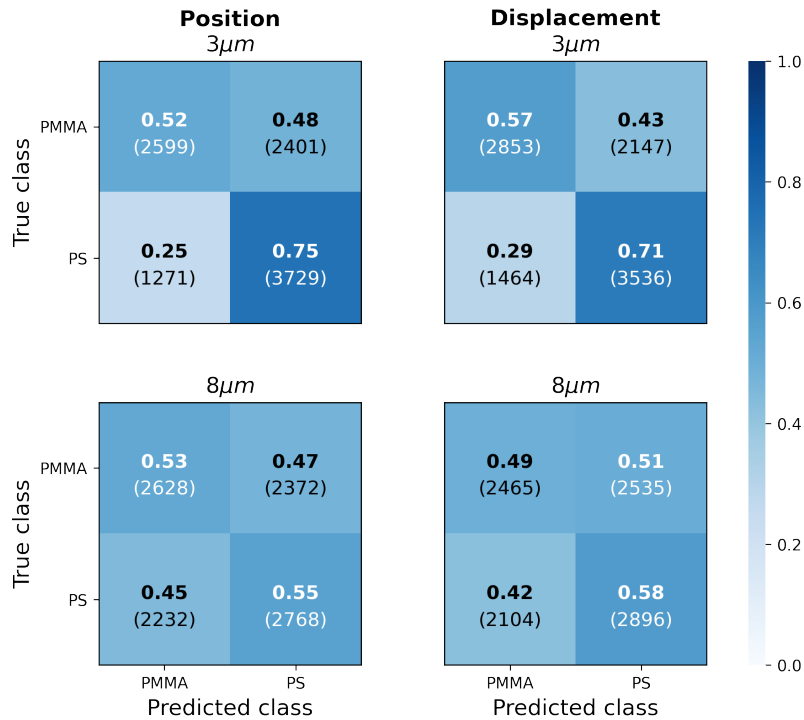 Position
3μm
Displacement
3μm
True class
PMMA
0.52
(2599)
0.48
(2401)
PS
0.25
(1271)
0.75
(3729)
0.57
(2853)
0.43
(2147)
0.29
(1464)
0.71
(3536)
8μm
8μm
True class
PMMA
0.53
(2628)
0.47
(2372)
PS
0.45
(2232)
0.55
(2768)
PMMA
PS
Predicted class
0.49
(2465)
0.51
(2535)
0.42
(2104)
0.58
(2896)
PMMA
PS
Predicted class
1.0
0.8
0.6
0.4
0.2
0.0